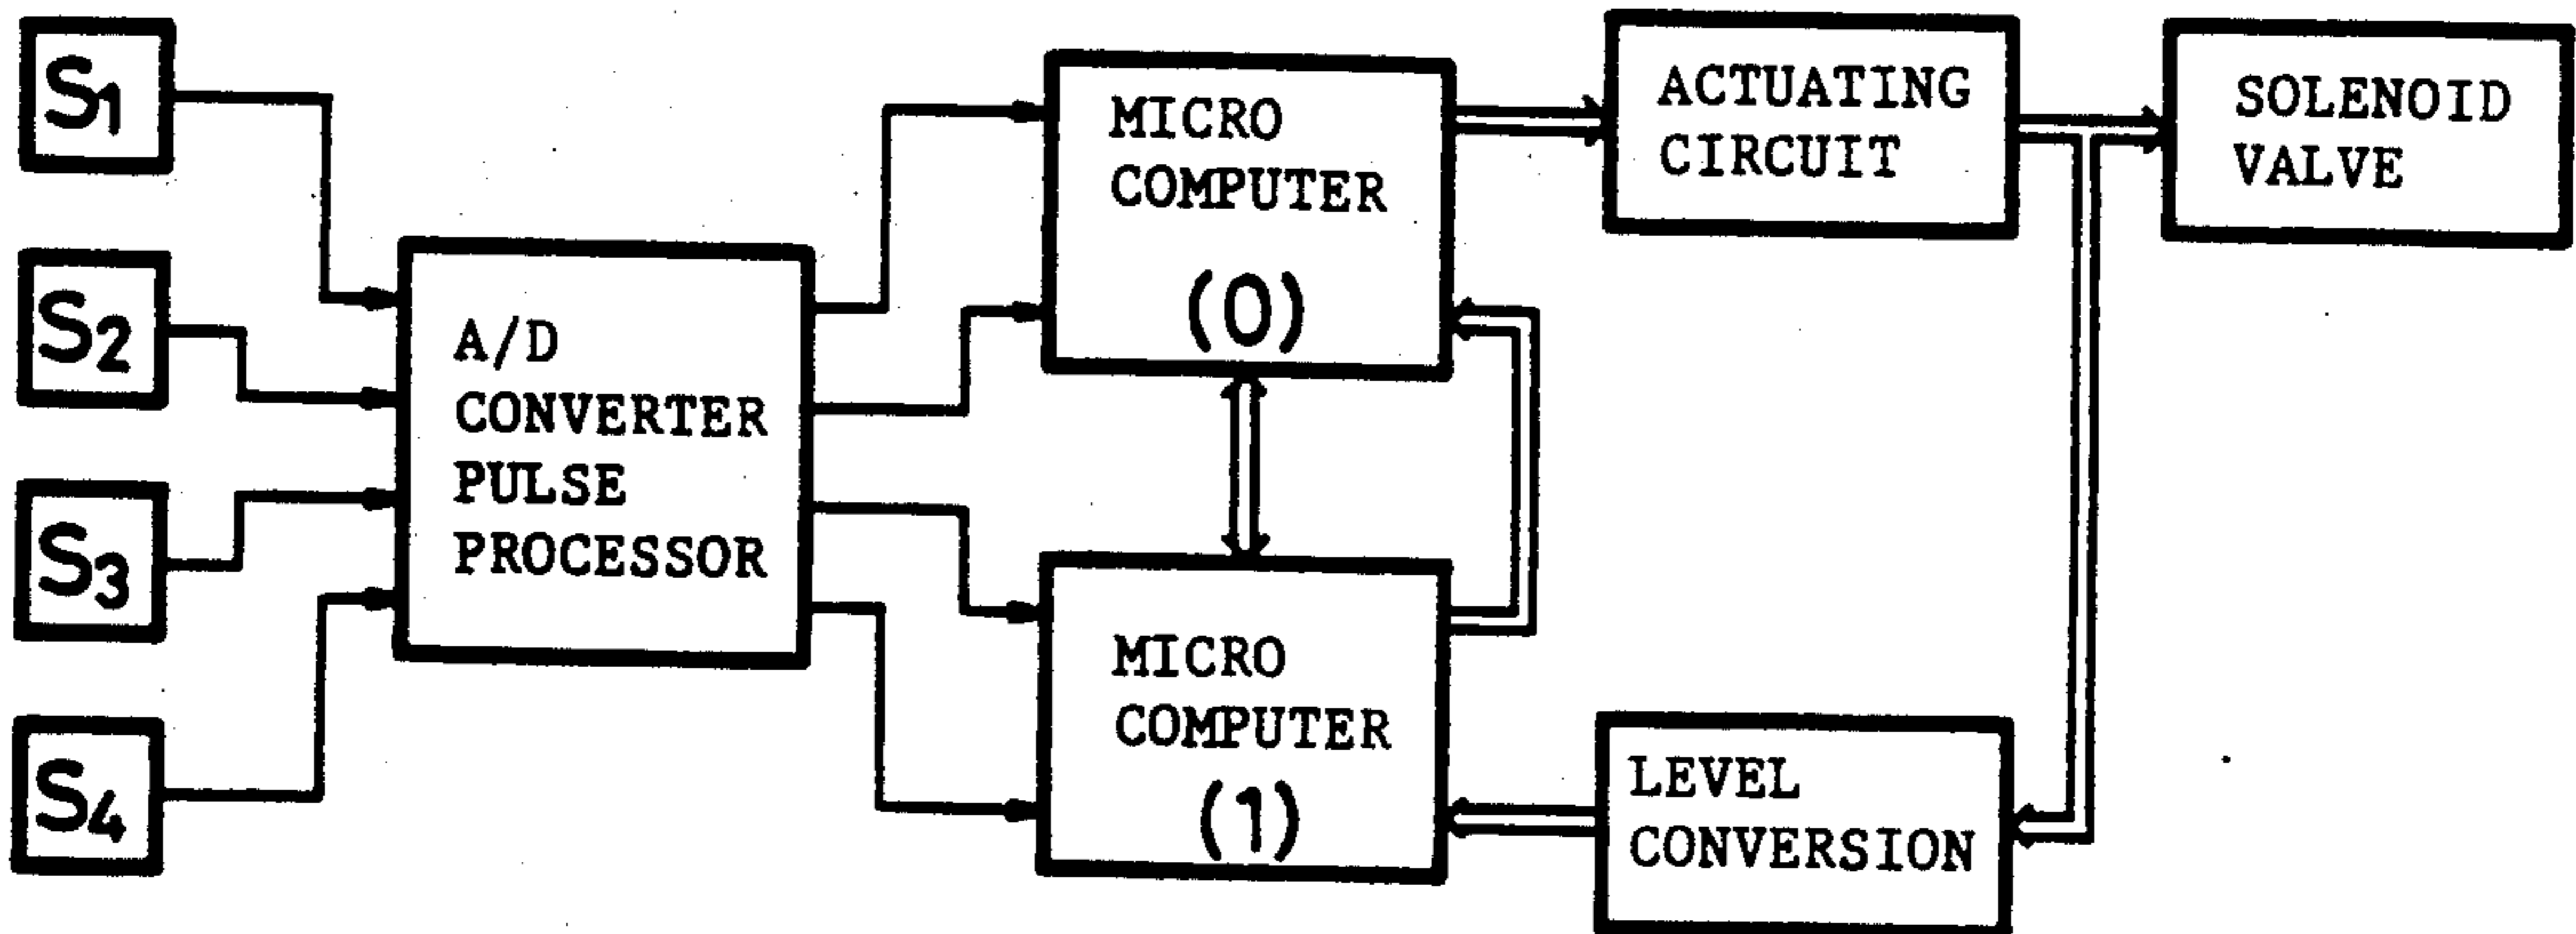 S1
S2
S3
S4
A/D
CONVERTER
PULSE
PROCESSOR
MICRO
COMPUTER
(0)
MICRO
COMPUTER
(1)
ACTUATING
CIRCUIT
SOLENOID
VALVE
LEVEL
CONVERSION